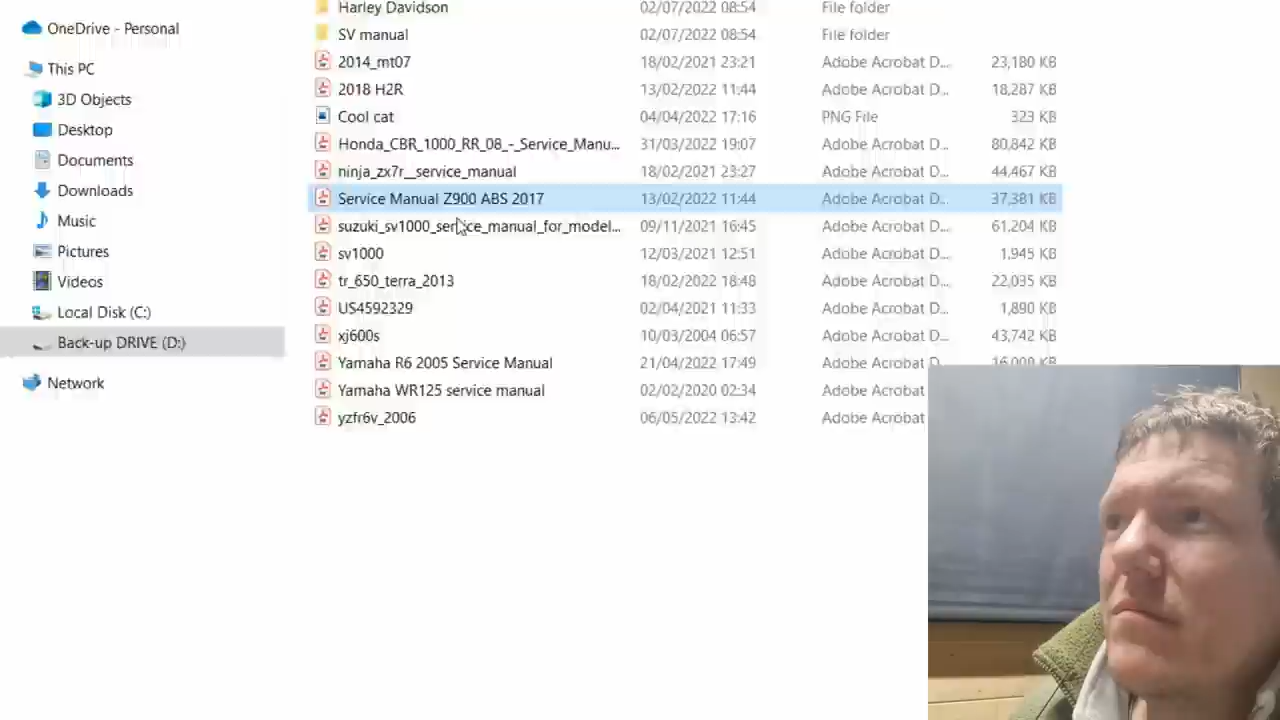 OneDrive - Personal
This PC
3D Objects
Desktop
Documents
Downloads
Music
Pictures
Videos
Local Disk (C:)
Back-up DRIVE (D:)
Network
Harley Davidson 02/07/2022 08:54 File folder
SV manual 02/07/2022 08:54 File folder
2014_mt07 18/02/2021 23:21 Adobe Acrobat D... 23,180 KB
2018 H2R 13/02/2022 11:44 Adobe Acrobat D... 18,287 KB
Cool cat 04/04/2022 17:16 PNG File 323 KB
Honda_CBR_1000_RR_08_-_Service_Manu... 31/03/2022 19:07 Adobe Acrobat D... 80,842 KB
ninja_zx7r__service_manual 18/02/2021 23:27 Adobe Acrobat D... 44,467 KB
Service Manual Z900 ABS 2017 13/02/2022 11:44 Adobe Acrobat D... 37,381 KB
suzuki_sv1000_service_manual_for_model... 09/11/2021 16:45 Adobe Acrobat D... 61,204 KB
sv1000 12/03/2021 12:51 Adobe Acrobat D... 1,945 KB
tr_650_terra_2013 18/02/2022 18:48 Adobe Acrobat D... 22,035 KB
US4592329 02/04/2021 11:33 Adobe Acrobat D... 1,890 KB
xj600s 10/03/2004 06:57 Adobe Acrobat D... 43,742 KB
Yamaha R6 2005 Service Manual 21/04/2022 17:49 Adobe Acrobat D... KB
Yamaha WR125 service manual 02/02/2020 02:34 Adobe Acrobat
yzfr6v_2006 06/05/2022 13:42 Adobe Acrobat